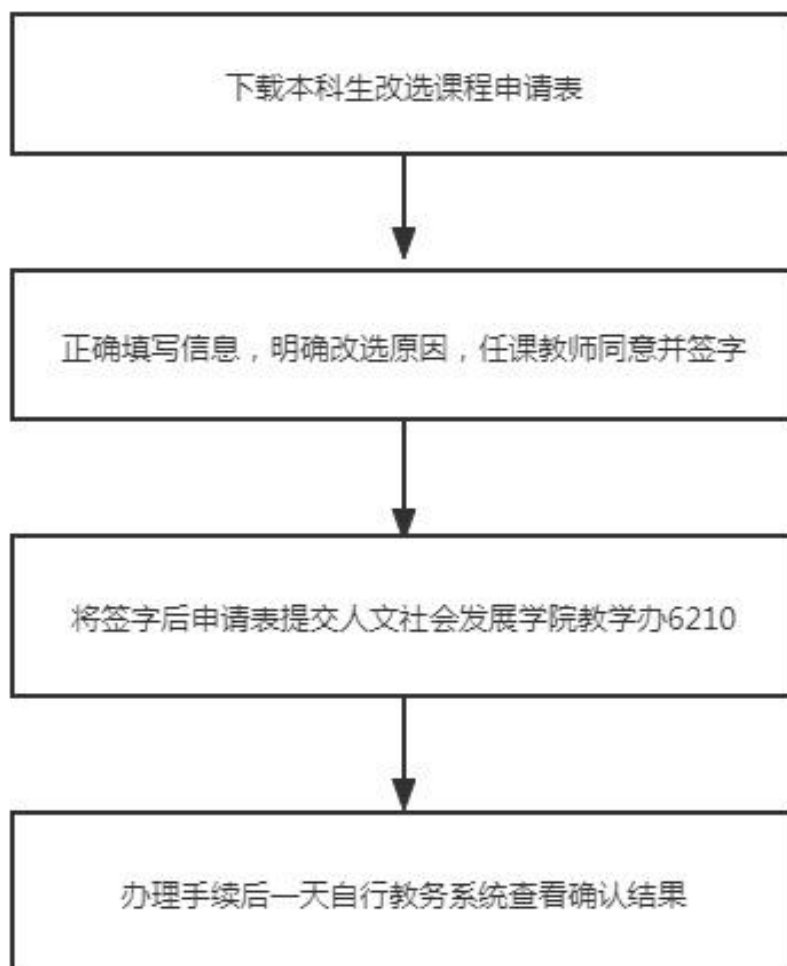 下载本科生改选课程申请表
正确填写信息，明确改选原因，任课教师同意并签字
将签字后申请表提交人文社会发展学院教学办6210
办理手续后一天自行教务系统查看确认结果